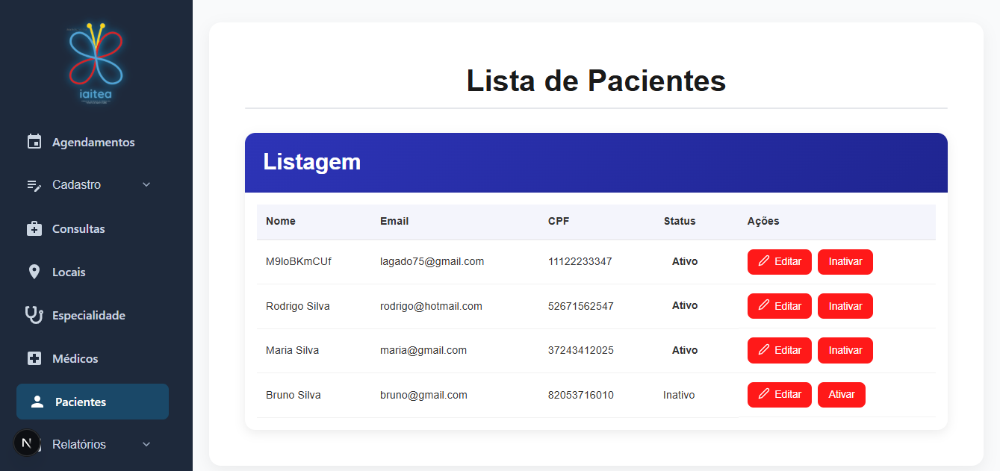 iaitea
Agendamentos
Cadastro
Consultas
Locais
Especialidade
Médicos
Pacientes
N
Relatórios
Lista de Pacientes
Listagem
Nome Email CPF Status Ações
M9loBKmCUf lagado75@gmail.com 11122233347 Ativo Editar Inativar
Rodrigo Silva rodrigo@hotmail.com 52671562547 Ativo Editar Inativar
Maria Silva maria@gmail.com 37243412025 Ativo Editar Inativar
Bruno Silva bruno@gmail.com 82053716010 Inativo Editar Ativar